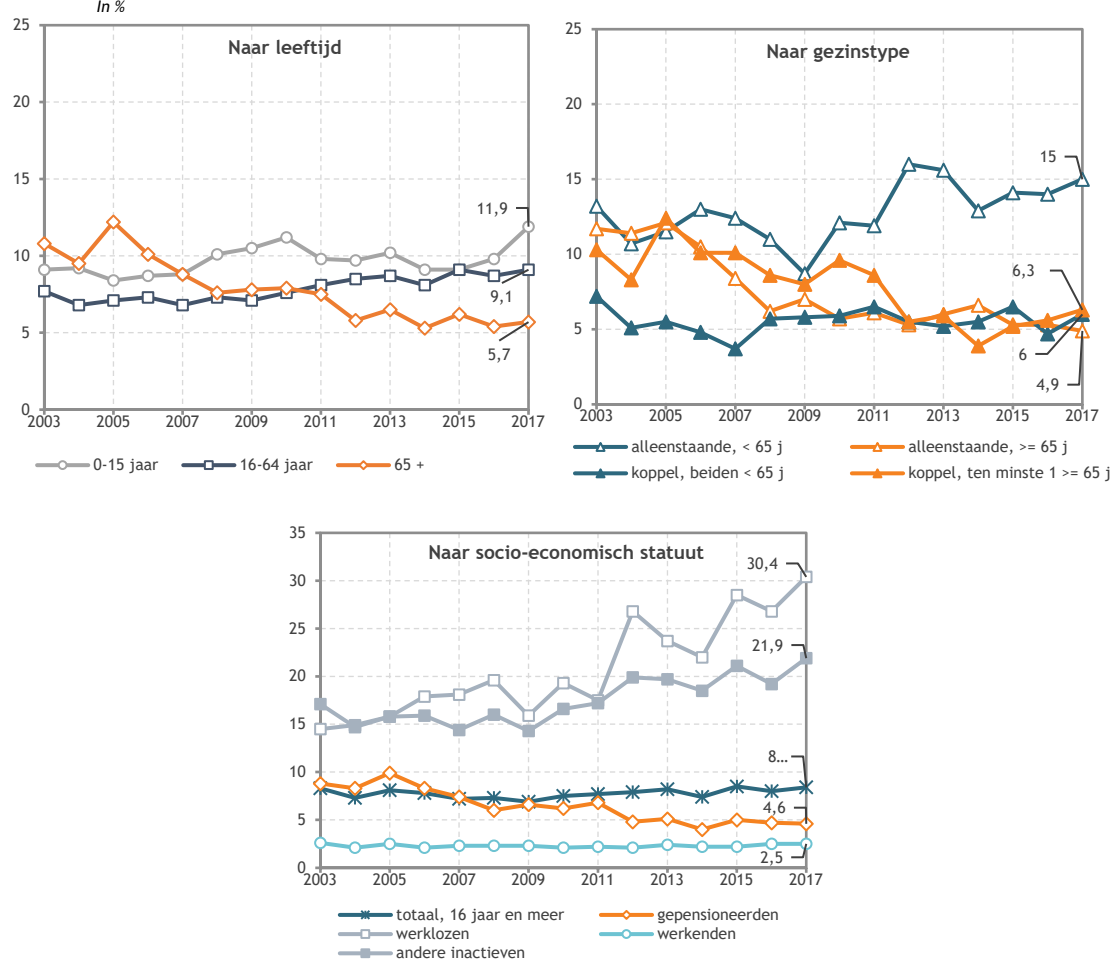 In %
Naar leeftijd
25
20
15
10
5
0
11,9
9,1
5,7
2003 2005 2007 2009 2011 2013 2015 2017
0-15 jaar 16-64 jaar 65 +
Naar gezinstype
25
20
15
10
5
0
15
6,3
6
4,9
2003 2005 2007 2009 2011 2013 2015 2017
alleenstaande, < 65 j alleenstaande, >= 65 j
koppel, beiden < 65 j koppel, ten minste 1 >= 65 j
Naar socio-economisch statuut
35
30
25
20
15
10
5
0
30,4
21,9
8…
4,6
2,5
2003 2005 2007 2009 2011 2013 2015 2017
totaal, 16 jaar en meer gepensioneerden
werklozen werkenden
andere inactieven